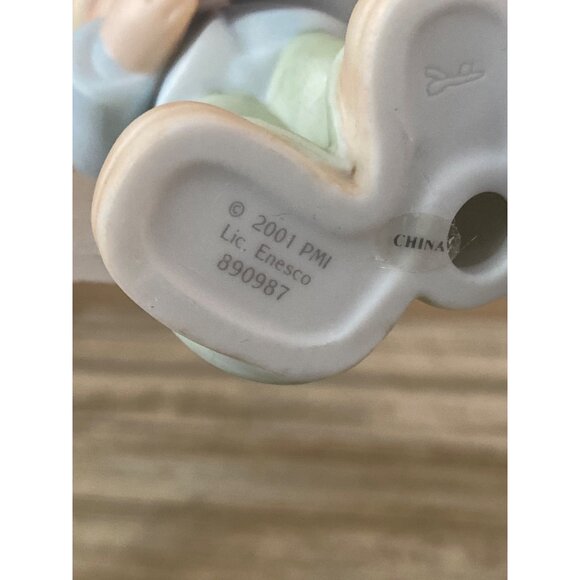 © 2001 PMI
Lic. Enesco
890987
CHINA